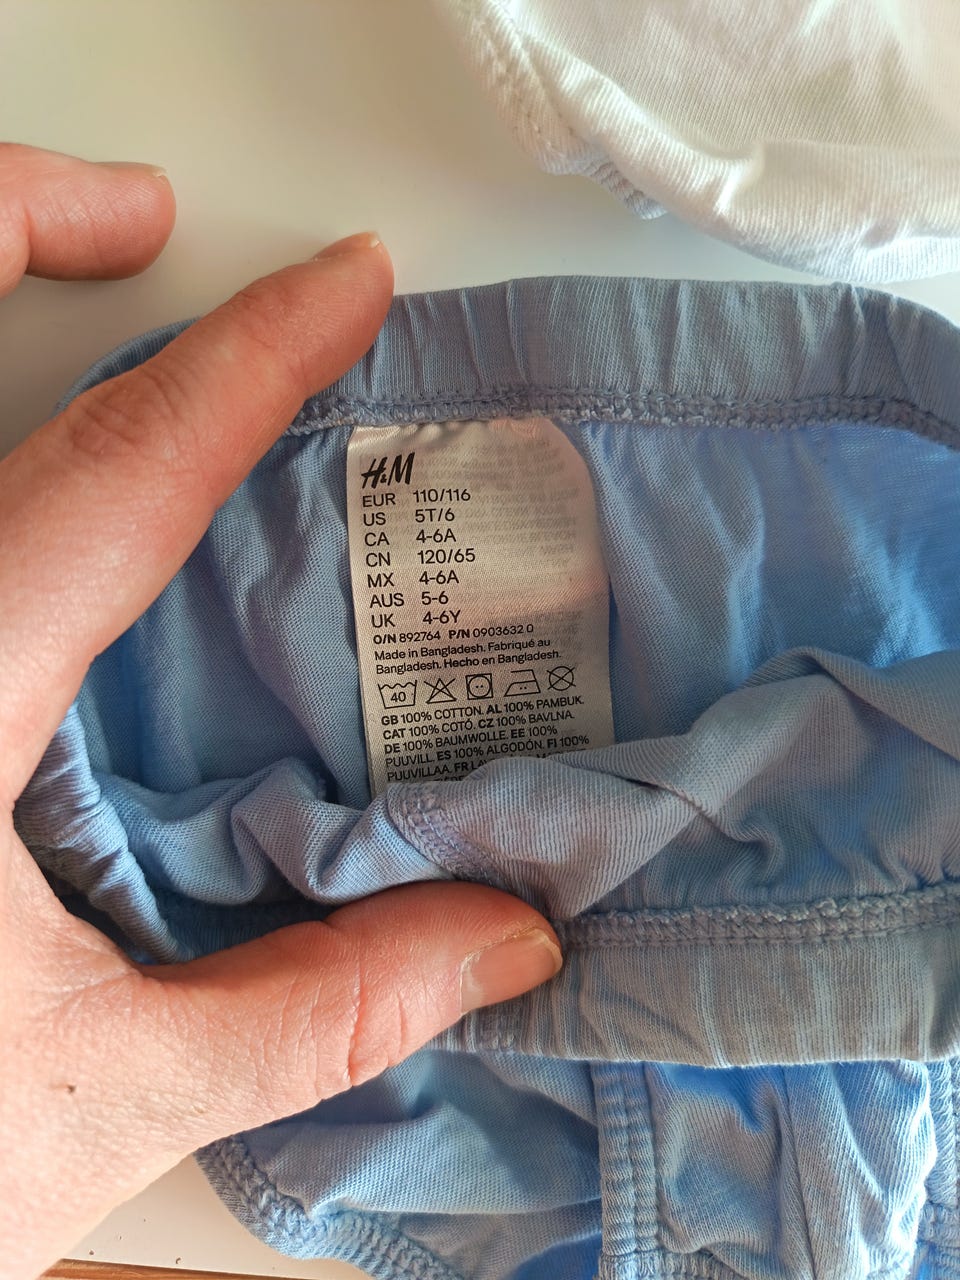 H&M
EUR 110/116
US 5T/6
CA 4-6A
CN 120/65
MX 4-6A
AUS 5-6
UK 4-6Y
O/N 892764 P/N 0903632 0
Made in Bangladesh. Fabriqué au
Bangladesh. Hecho en Bangladesh.
40
GB 100% COTTON. AL 100% PAMBUK.
CAT 100% COTÓ. CZ 100% BAVLNA.
DE 100% BAUMWOLLE. EE 100%
PUUVILL. ES 100% ALGODÓN. FI 100%
PUUVILLAA. FR